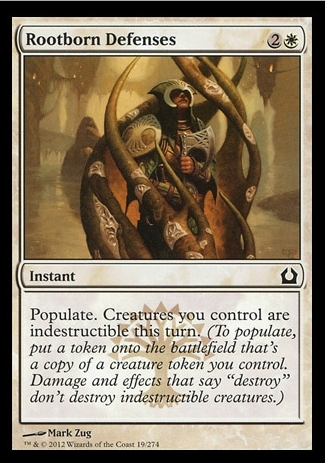 Rootborn Defenses 2
Instant
Populate. Creatures you control are
indestructible this turn. (To populate,
put a token onto the battlefield that's
a copy of a creature token you control.
Damage and effects that say “destroy”
don't destroy indestructible creatures.)
Mark Zug
™ & © 2012 Wizards of the Coast 19/274